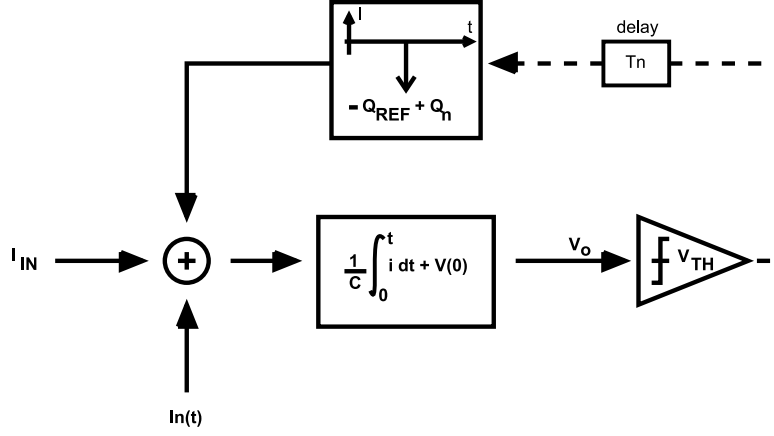 I
t
- Q_REF + Q_n
delay
Tn
I_IN
+
1/C ∫_0^t i dt + V(0)
V_o
V_TH
In(t)